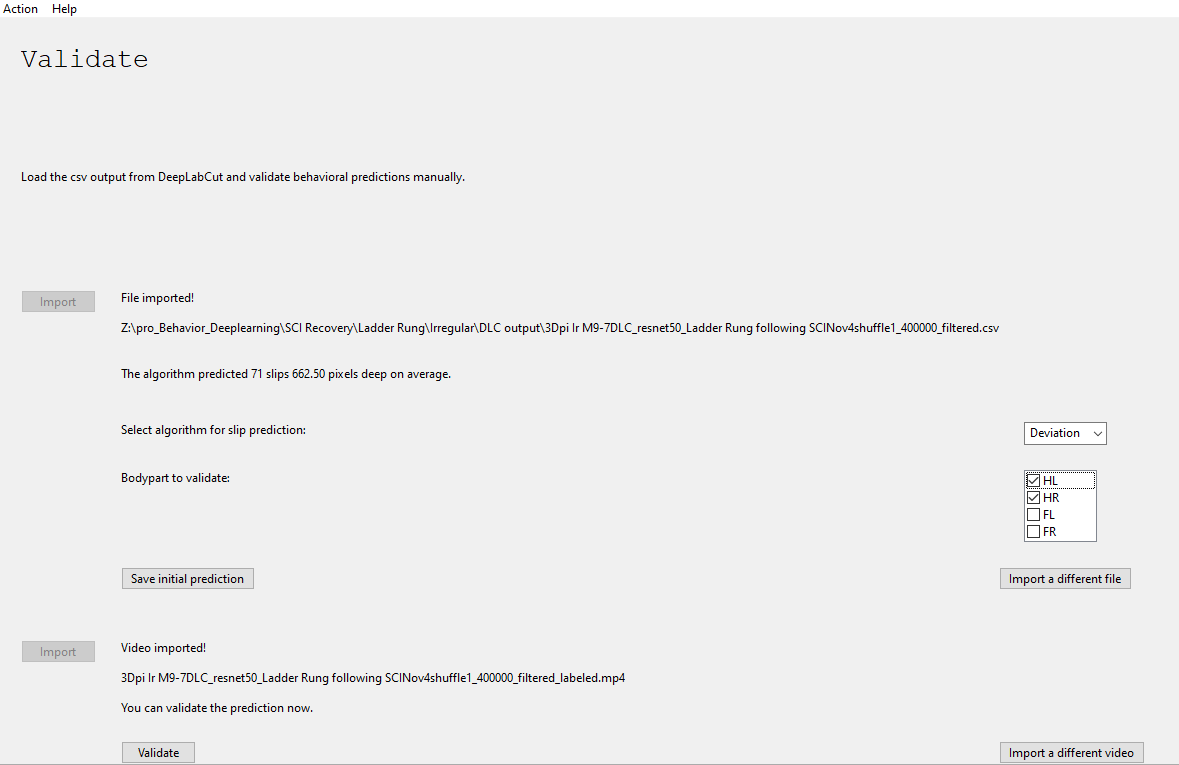 Action Help
Validate
Load the csv output from DeepLabCut and validate behavioral predictions manually.
Import File imported!
Z:\pro_Behavior_Deeplearning\SCI Recovery\Ladder Rung\Irregular\DLC output\3Dpi Ir M9-7DLC_resnet50_Ladder Rung following SCINov4shuffle1_400000_filtered.csv
The algorithm predicted 71 slips 662.50 pixels deep on average.
Select algorithm for slip prediction: Deviation
Bodypart to validate: HL
HR
FL
FR
Save initial prediction Import a different file
Import Video imported!
3Dpi Ir M9-7DLC_resnet50_Ladder Rung following SCINov4shuffle1_400000_filtered_labeled.mp4
You can validate the prediction now.
Validate Import a different video